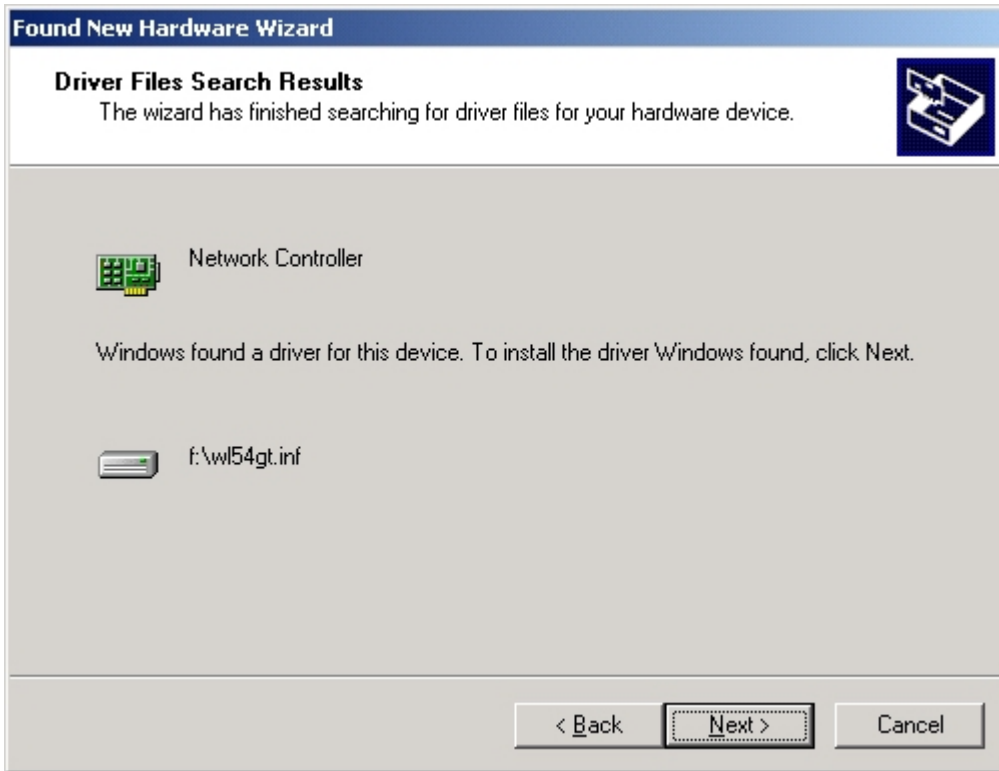 Found New Hardware Wizard
Driver Files Search Results
The wizard has finished searching for driver files for your hardware device.
Network Controller
Windows found a driver for this device. To install the driver Windows found, click Next.
f:\wl54gt.inf
< Back
Next >
Cancel